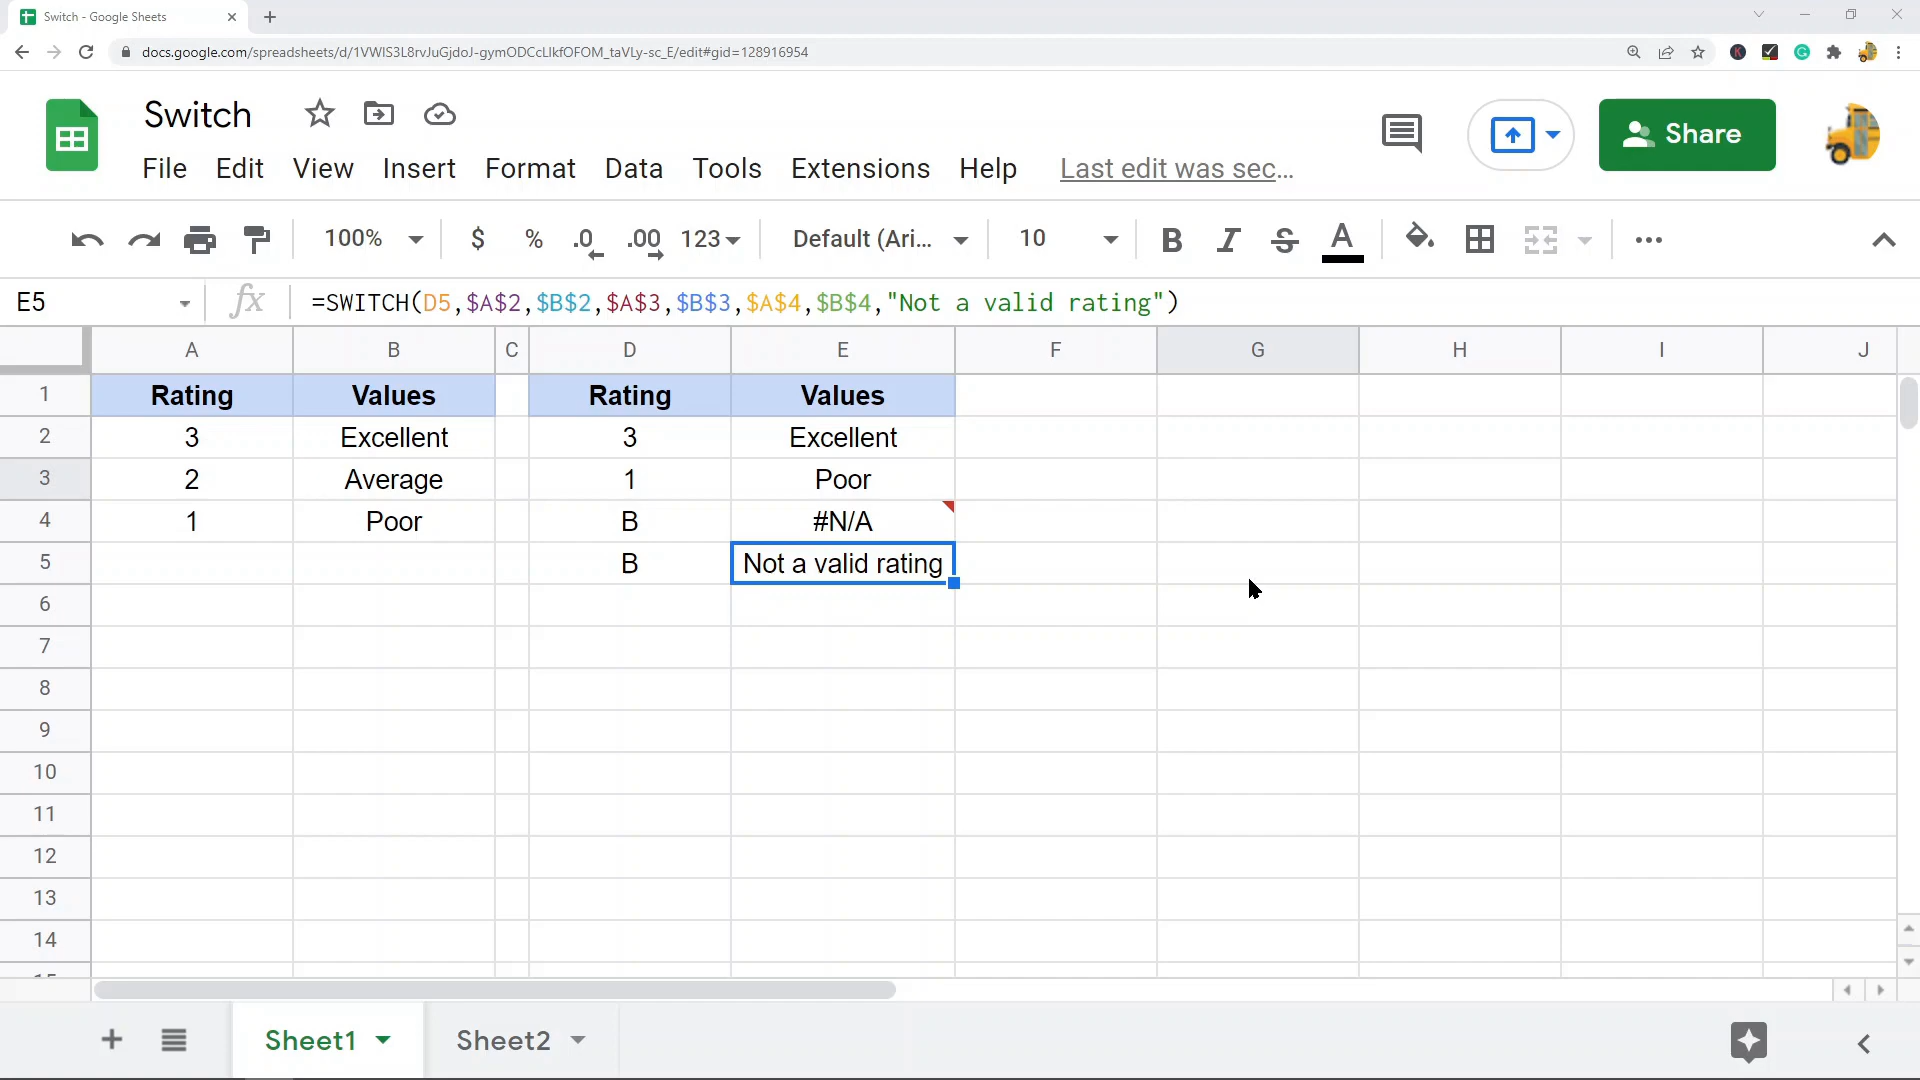 Switch - Google Sheets
docs.google.com/spreadsheets/d/1VWIS3L8rvJuGjdoJ-gymODCcLlkfOFOM_taVLy-sc_E/edit#gid=128916954
Switch
File Edit View Insert Format Data Tools Extensions Help Last edit was sec...
Share
100% $ % .0 .00 123 Default (Ari... 10 B I S A
E5 fx =SWITCH(D5,$A$2,$B$2,$A$3,$B$3,$A$4,$B$4,"Not a valid rating")
A B C D E F G H I J
1 Rating Values Rating Values
2 3 Excellent 3 Excellent
3 2 Average 1 Poor
4 1 Poor B #N/A
5 B Not a valid rating
6
7
8
9
10
11
12
13
14
Sheet1 Sheet2